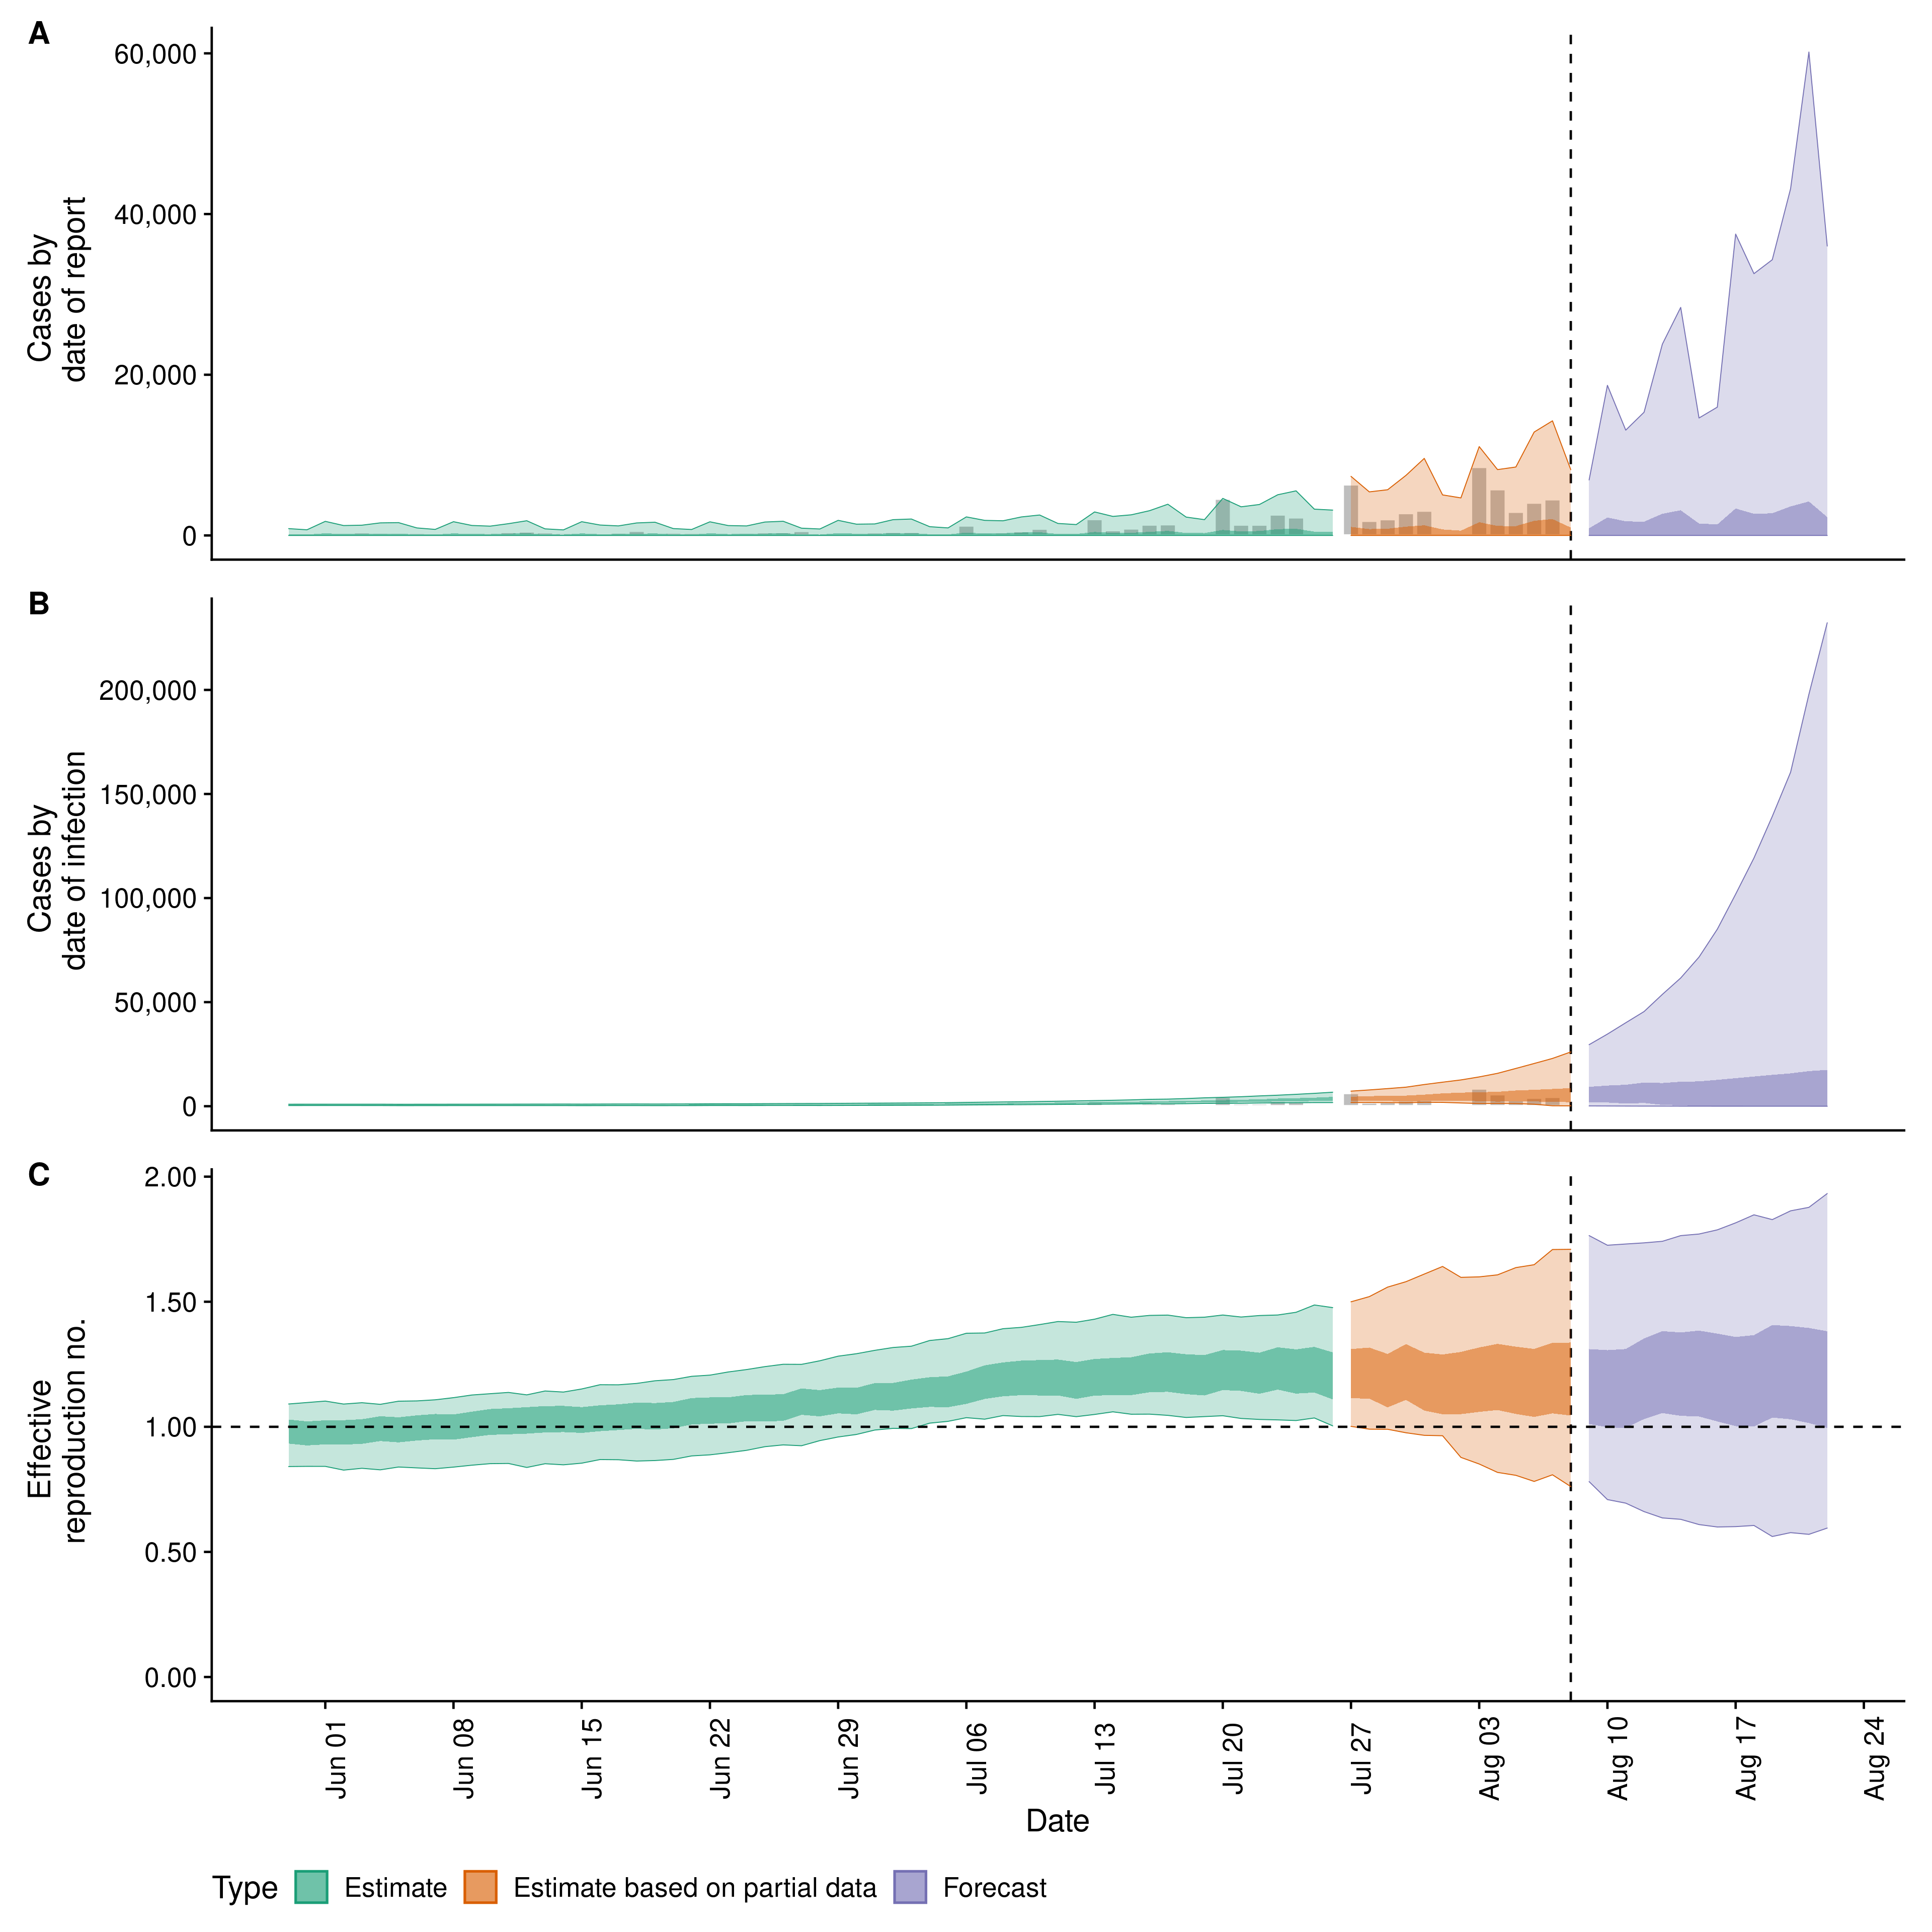 A
60,000
40,000
20,000
0
Cases by
date of report
B
200,000
150,000
100,000
50,000
0
Cases by
date of infection
C
2.00
1.50
1.00
0.50
0.00
Effective
reproduction no.
Jun 01
Jun 08
Jun 15
Jun 22
Jun 29
Jul 06
Jul 13
Jul 20
Jul 27
Aug 03
Aug 10
Aug 17
Aug 24
Date
Type Estimate Estimate based on partial data Forecast